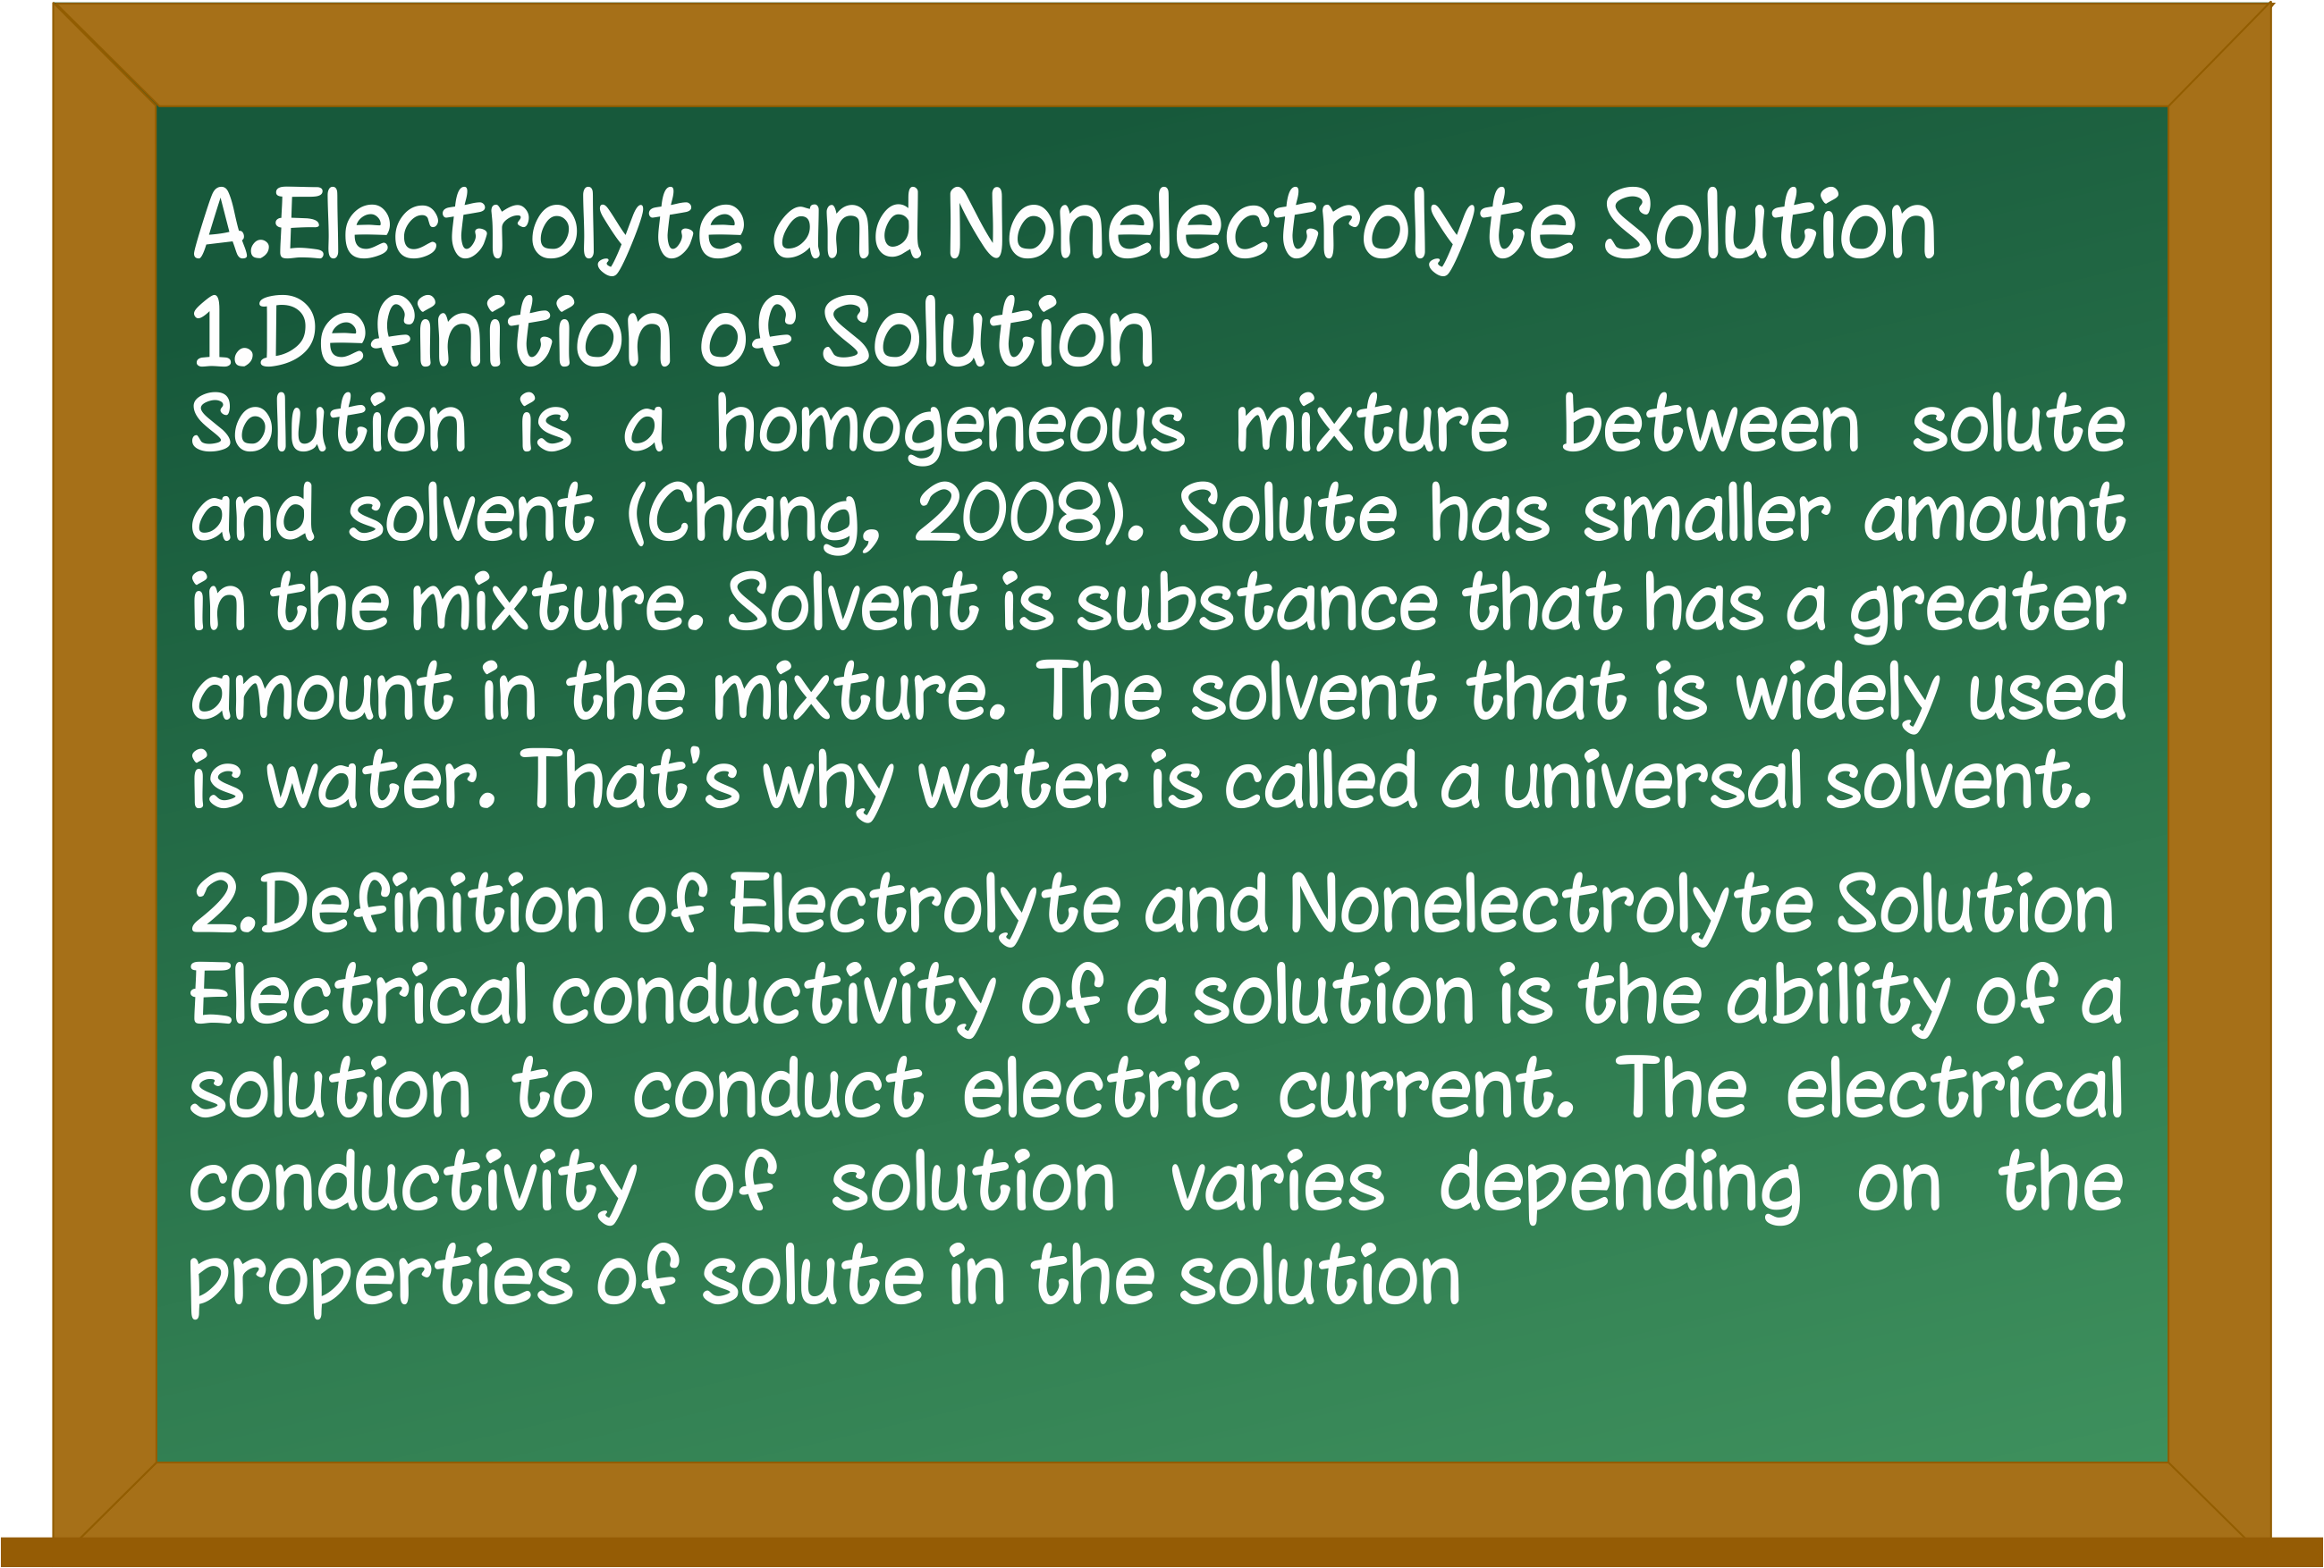 A.Electrolyte and Nonelectrolyte Solution
1.Definition of Solution
Solution is a homogeneous mixture between solute
and solvent (Chang, 2008). Solute has smaller amount
in the mixture. Solvent is substance that has a greater
amount in the mixture. The solvent that is widely used
is water. That's why water is called a universal solvent.
2.Definition of Electrolyte and Nonelectrolyte Solution
Electrical conductivity of a solution is the ability of a
solution to conduct electric current. The electrical
conductivity of solution varies depending on the
properties of solute in the solution